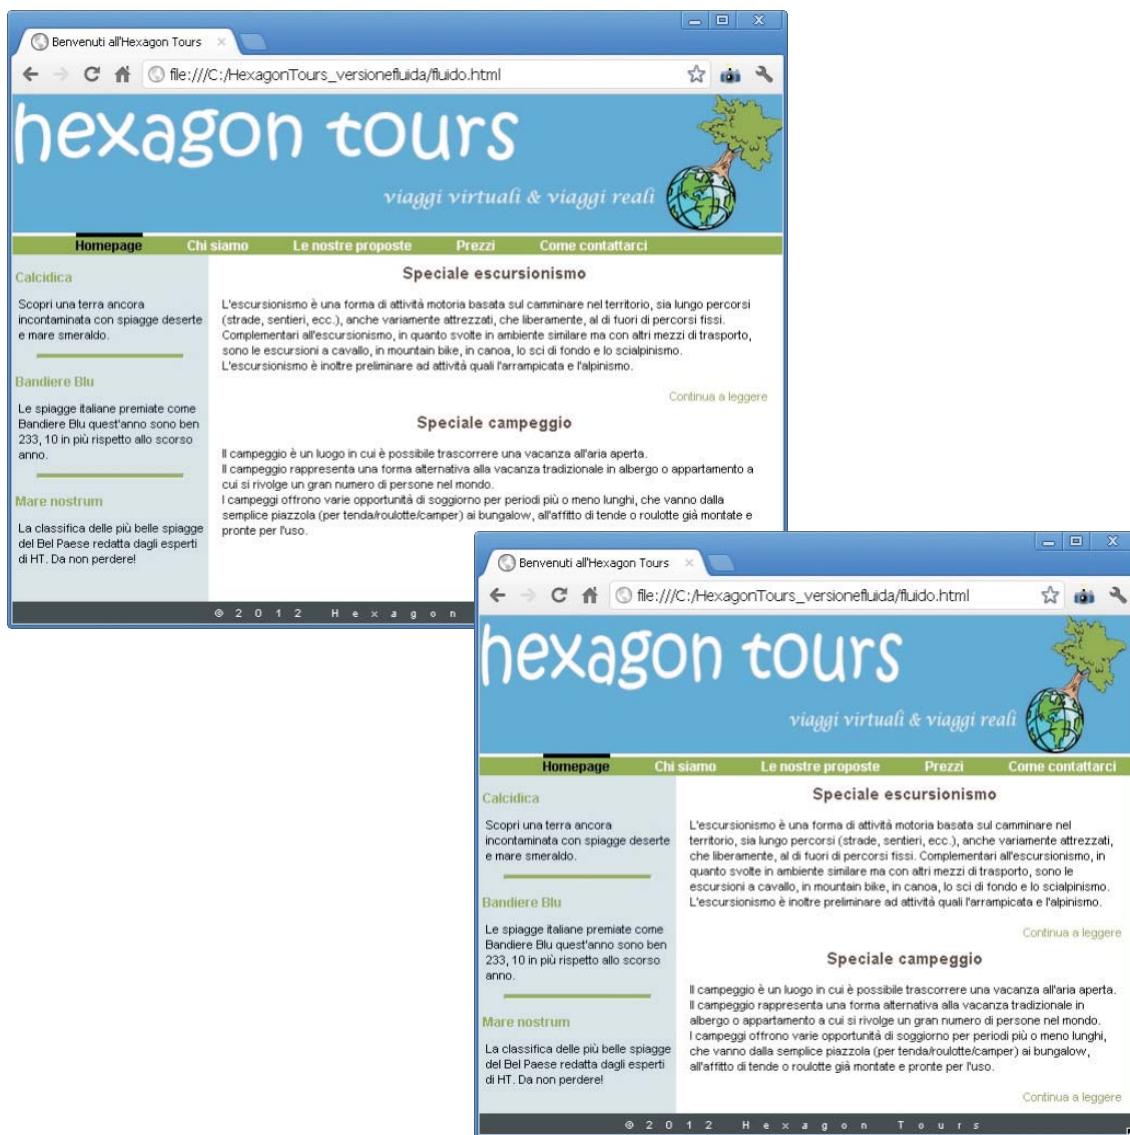 Benvenuti all'Hexagon Tours
file:///C:/HexagonTours_versionefluida/fluido.html
hexagon tours
viaggi virtuali & viaggi reali
Homepage Chi siamo Le nostre proposte Prezzi Come contattarci
Calcidica
Scopri una terra ancora
incontaminata con spiagge deserte
e mare smeraldo.
Bandiere Blu
Le spiagge italiane premiate come
Bandiere Blu quest'anno sono ben
233, 10 in più rispetto allo scorso
anno.
Mare nostrum
La classifica delle più belle spiagge
del Bel Paese redatta dagli esperti
di HT. Da non perdere!
Speciale escursionismo
L'escursionismo è una forma di attività motoria basata sul camminare nel territorio, sia lungo percorsi
(strade, sentieri, ecc.), anche variamente attrezzati, che liberamente, al di fuori di percorsi fissi.
Complementari all'escursionismo, in quanto svolte in ambiente similare ma con altri mezzi di trasporto,
sono le escursioni a cavallo, in mountain bike, in canoa, lo sci di fondo e lo scialpinismo.
L'escursionismo è inoltre preliminare ad attività quali l'arrampicata e l'alpinismo.
Continua a leggere
Speciale campeggio
Il campeggio è un luogo in cui è possibile trascorrere una vacanza all'aria aperta.
Il campeggio rappresenta una forma alternativa alla vacanza tradizionale in albergo o appartamento a
cui si rivolge un gran numero di persone nel mondo.
I campeggi offrono varie opportunità di soggiorno per periodi più o meno lunghi, che vanno dalla
semplice piazzola (per tenda/roulotte/camper) ai bungalow, all'affitto di tende o roulotte già montate e
pronte per l'uso.
©2012 Hexagon
Benvenuti all'Hexagon Tours
file:///C:/HexagonTours_versionefluida/fluido.html
hexagon tours
viaggi virtuali & viaggi reali
Homepage Chi siamo Le nostre proposte Prezzi Come contattarci
Calcidica
Scopri una terra ancora
incontaminata con spiagge deserte
e mare smeraldo.
Bandiere Blu
Le spiagge italiane premiate come
Bandiere Blu quest'anno sono ben
233, 10 in più rispetto allo scorso
anno.
Mare nostrum
La classifica delle più belle spiagge
del Bel Paese redatta dagli esperti
di HT. Da non perdere!
Speciale escursionismo
L'escursionismo è una forma di attività motoria basata sul camminare nel
territorio, sia lungo percorsi (strade, sentieri, ecc.), anche variamente attrezzati,
che liberamente, al di fuori di percorsi fissi. Complementari all'escursionismo, in
quanto svolte in ambiente similare ma con altri mezzi di trasporto, sono le
escursioni a cavallo, in mountain bike, in canoa, lo sci di fondo e lo scialpinismo.
L'escursionismo è inoltre preliminare ad attività quali l'arrampicata e l'alpinismo.
Continua a leggere
Speciale campeggio
Il campeggio è un luogo in cui è possibile trascorrere una vacanza all'aria aperta.
Il campeggio rappresenta una forma alternativa alla vacanza tradizionale in
albergo o appartamento a cui si rivolge un gran numero di persone nel mondo.
I campeggi offrono varie opportunità di soggiorno per periodi più o meno lunghi,
che vanno dalla semplice piazzola (per tenda/roulotte/camper) ai bungalow,
all'affitto di tende o roulotte già montate e pronte per l'uso.
Continua a leggere
©2012 Hexagon Tours